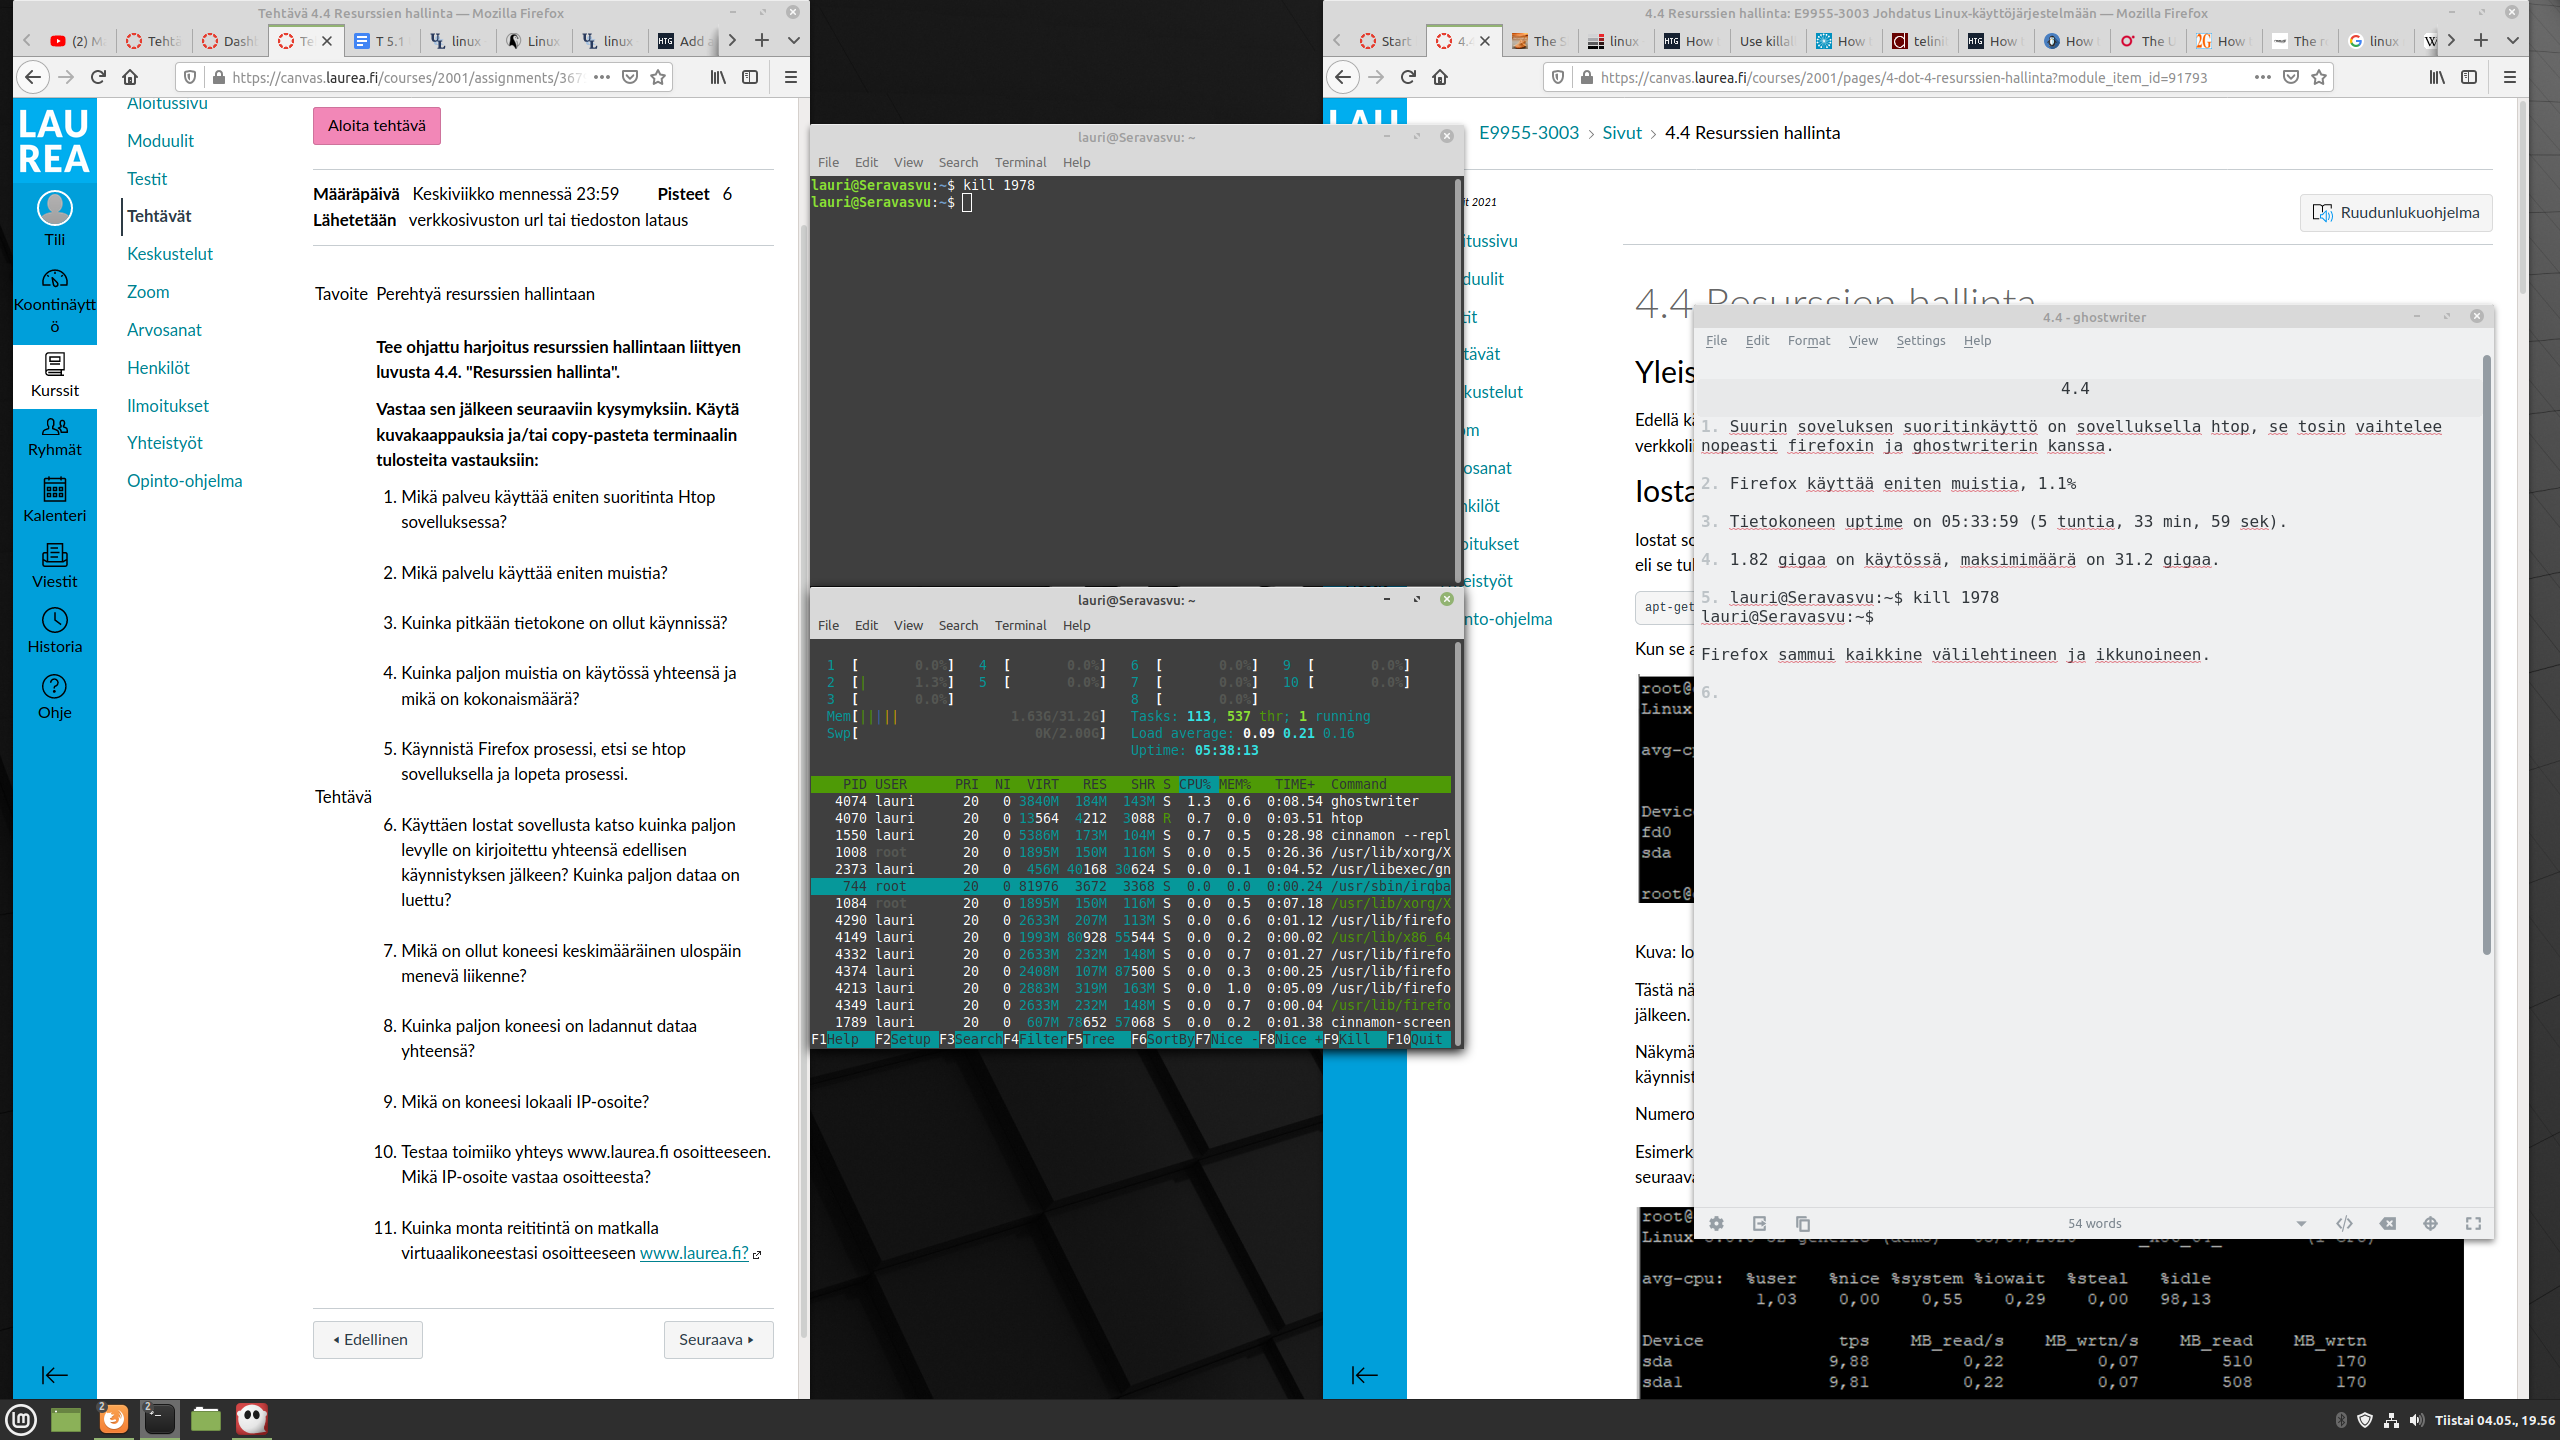 Tehtävä 4.4 Resurssien hallinta — Mozilla Firefox
(2) M
Tehtä
Dash
Te
T 5.1
linux
Linux
linux
Add a
https://canvas.laurea.fi/courses/2001/assignments/367
LAU
REA
Tili
Koontinäytt
ö
Kurssit
Ryhmät
Kalenteri
Viestit
Historia
Ohje
Aloitussivu
Moduulit
Testit
Tehtävät
Keskustelut
Zoom
Arvosanat
Henkilöt
Ilmoitukset
Yhteistyöt
Opinto-ohjelma
Aloita tehtävä
Määräpäivä Keskiviikko mennessä 23:59 Pisteet 6
Lähetetään verkkosivuston url tai tiedoston lataus
Tavoite Perehtyä resurssien hallintaan
Tee ohjattu harjoitus resurssien hallintaan liittyen
luvusta 4.4. "Resurssien hallinta".
Vastaa sen jälkeen seuraaviin kysymyksiin. Käytä
kuvakaappauksia ja/tai copy-pasteta terminaalin
tulosteita vastauksiin:
1. Mikä palveu käyttää eniten suoritinta Htop
sovelluksessa?
2. Mikä palvelu käyttää eniten muistia?
3. Kuinka pitkään tietokone on ollut käynnissä?
4. Kuinka paljon muistia on käytössä yhteensä ja
mikä on kokonaismäärä?
5. Käynnistä Firefox prosessi, etsi se htop
sovelluksella ja lopeta prosessi.
Tehtävä
6. Käyttäen Iostat sovellusta katso kuinka paljon
levylle on kirjoitettu yhteensä edellisen
käynnistyksen jälkeen? Kuinka paljon dataa on
luettu?
7. Mikä on ollut koneesi keskimääräinen ulospäin
menevä liikenne?
8. Kuinka paljon koneesi on ladannut dataa
yhteensä?
9. Mikä on koneesi lokaali IP-osoite?
10. Testaa toimiiko yhteys www.laurea.fi osoitteeseen.
Mikä IP-osoite vastaa osoitteesta?
11. Kuinka monta reititintä on matkalla
virtuaalikoneestasi osoitteeseen www.laurea.fi?
Edellinen
Seuraava
lauri@Seravasvu: ~
File Edit View Search Terminal Help
lauri@Seravasvu:~$ kill 1978
lauri@Seravasvu:~$
lauri@Seravasvu: ~
File Edit View Search Terminal Help
1 [ 0.0%] 4 [ 0.0%] 6 [ 0.0%] 9 [ 0.0%]
2 [| 1.3%] 5 [ 0.0%] 7 [ 0.0%] 10 [ 0.0%]
3 [ 0.0%] 8 [ 0.0%]
Mem[||||| 1.63G/31.2G] Tasks: 113, 537 thr; 1 running
Swp[ 0K/2.00G] Load average: 0.09 0.21 0.16
Uptime: 05:38:13
PID USER PRI NI VIRT RES SHR S CPU% MEM% TIME+ Command
4074 lauri 20 0 3840M 184M 143M S 1.3 0.6 0:08.54 ghostwriter
4070 lauri 20 0 13564 4212 3088 R 0.7 0.0 0:03.51 htop
1550 lauri 20 0 5386M 173M 104M S 0.7 0.5 0:28.98 cinnamon --repl
1008 root 20 0 1895M 150M 116M S 0.0 0.5 0:26.36 /usr/lib/xorg/X
2373 lauri 20 0 456M 40168 30624 S 0.0 0.1 0:04.52 /usr/libexec/gn
744 root 20 0 81976 3672 3368 S 0.0 0.0 0:00.24 /usr/sbin/irqba
1084 root 20 0 1895M 150M 116M S 0.0 0.5 0:07.18 /usr/lib/xorg/X
4290 lauri 20 0 2633M 207M 113M S 0.0 0.6 0:01.12 /usr/lib/firefo
4149 lauri 20 0 1993M 80928 55544 S 0.0 0.2 0:00.02 /usr/lib/x86_64
4332 lauri 20 0 2633M 232M 148M S 0.0 0.7 0:01.27 /usr/lib/firefo
4374 lauri 20 0 2408M 107M 87500 S 0.0 0.3 0:00.25 /usr/lib/firefo
4213 lauri 20 0 2883M 319M 163M S 0.0 1.0 0:05.09 /usr/lib/firefo
4349 lauri 20 0 2633M 232M 148M S 0.0 0.7 0:00.04 /usr/lib/firefo
1789 lauri 20 0 607M 78652 57068 S 0.0 0.2 0:01.38 cinnamon-screen
F1Help F2Setup F3SearchF4FilterF5Tree F6SortByF7Nice -F8Nice +F9Kill F10Quit
4.4 Resurssien hallinta: E9955-3003 Johdatus Linux-käyttöjärjestelmään — Mozilla Firefox
Start
4.4
The S
linux
How t
Use killal
How t
telinit
How t
How t
The U
How t
The r
linux
https://canvas.laurea.fi/courses/2001/pages/4-dot-4-resurssien-hallinta?module_item_id=91793
E9955-3003 › Sivut › 4.4 Resurssien hallinta
it 2021
itussivu
duulit
tit
tävät
kustelut
om
osanat
nkilöt
oitukset
teistyöt
nto-ohjelma
Ruudunlukuohjelma
4.4 Resurssien hallinta
Yleis
Edellä k
verkkoli
Iosta
Iostat so
eli se tul
apt-get
Kun se a
root@
Linux
avg-cp
Devic
fd0
sda
root@
Kuva: Io
Tästä nä
jälkeen.
Näkymä
käynnist
Numero
Esimerk
seuraava
4.4 - ghostwriter
File Edit Format View Settings Help
4.4
1. Suurin soveluksen suoritinkäyttö on sovelluksella htop, se tosin vaihtelee
nopeasti firefoxin ja ghostwriterin kanssa.
2. Firefox käyttää eniten muistia, 1.1%
3. Tietokoneen uptime on 05:33:59 (5 tuntia, 33 min, 59 sek).
4. 1.82 gigaa on käytössä, maksimimäärä on 31.2 gigaa.
5. lauri@Seravasvu:~$ kill 1978
lauri@Seravasvu:~$
Firefox sammui kaikkine välilehtineen ja ikkunoineen.
6.
54 words
root@
avg-cpu: %user %nice %system %iowait %steal %idle
1,03 0,00 0,55 0,29 0,00 98,13
Device tps MB_read/s MB_wrtn/s MB_read MB_wrtn
sda 9,88 0,22 0,07 510 170
sda1 9,81 0,22 0,07 508 170
2
2
Tiistai 04.05., 19.56